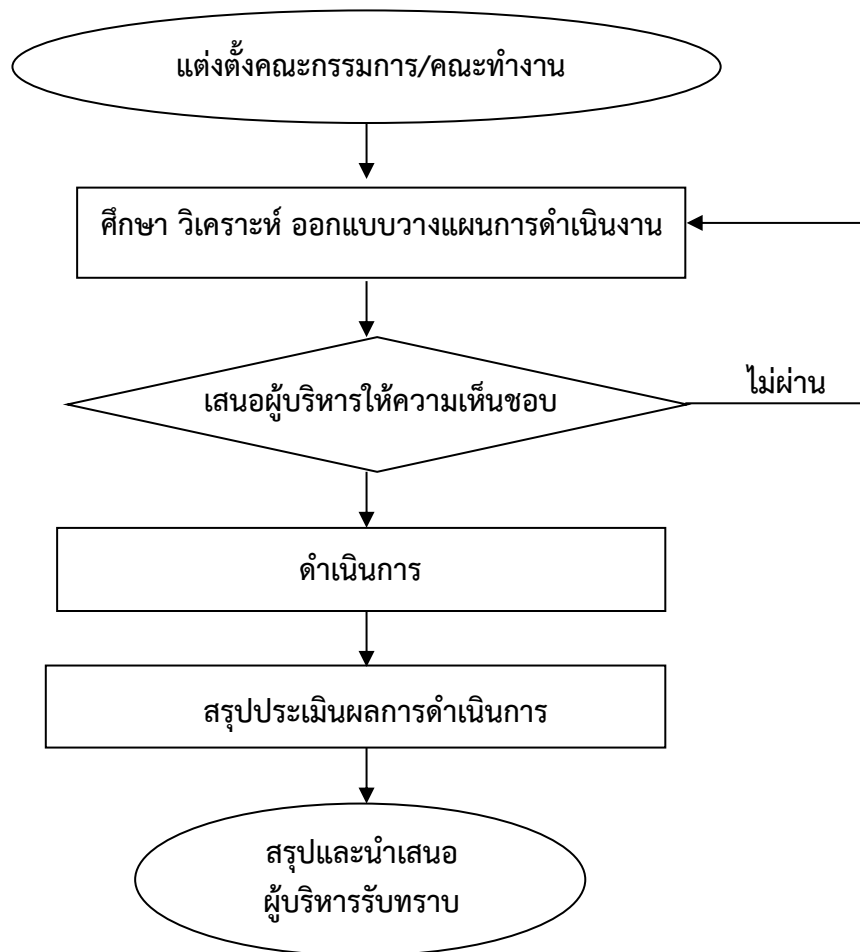 แต่งตั้งคณะกรรมการ/คณะทำงาน
ศึกษา วิเคราะห์ ออกแบบวางแผนการดำเนินงาน
เสนอผู้บริหารให้ความเห็นชอบ
ไม่ผ่าน
ดำเนินการ
สรุปประเมินผลการดำเนินการ
สรุปและนำเสนอ
ผู้บริหารรับทราบ